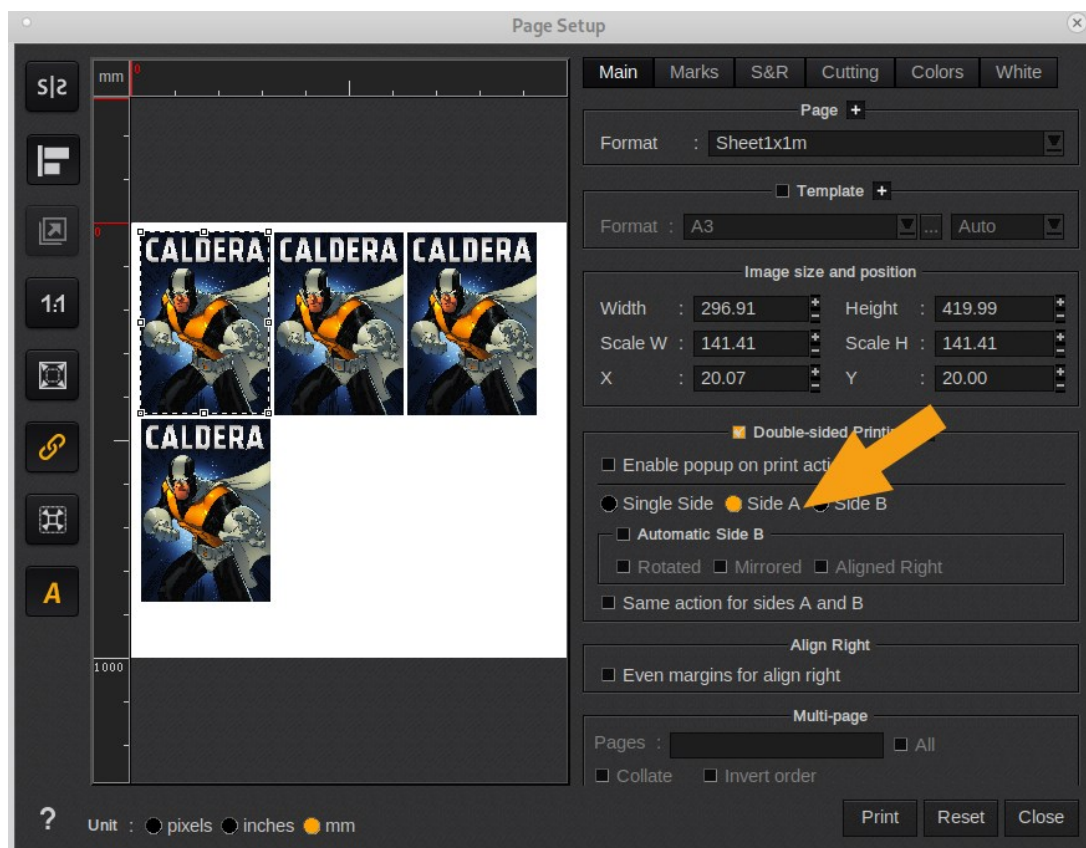 Page Setup
S|S
mm 0
Main Marks S&R Cutting Colors White
Page +
Format : Sheet1x1m
Template +
Format : A3 ... Auto
0
CALDERA CALDERA CALDERA
1:1
Image size and position
Width : 296.91 Height : 419.99
Scale W : 141.41 Scale H : 141.41
X : 20.07 Y : 20.00
CALDERA
Double-sided
Enable popup on print
Single Side Side A Side B
Automatic Side B
Rotated Mirrored Aligned Right
A
Same action for sides A and B
Align Right
1000
Even margins for align right
Multi-page
Pages : All
Collate Invert order
? Unit : pixels inches mm
Print Reset Close